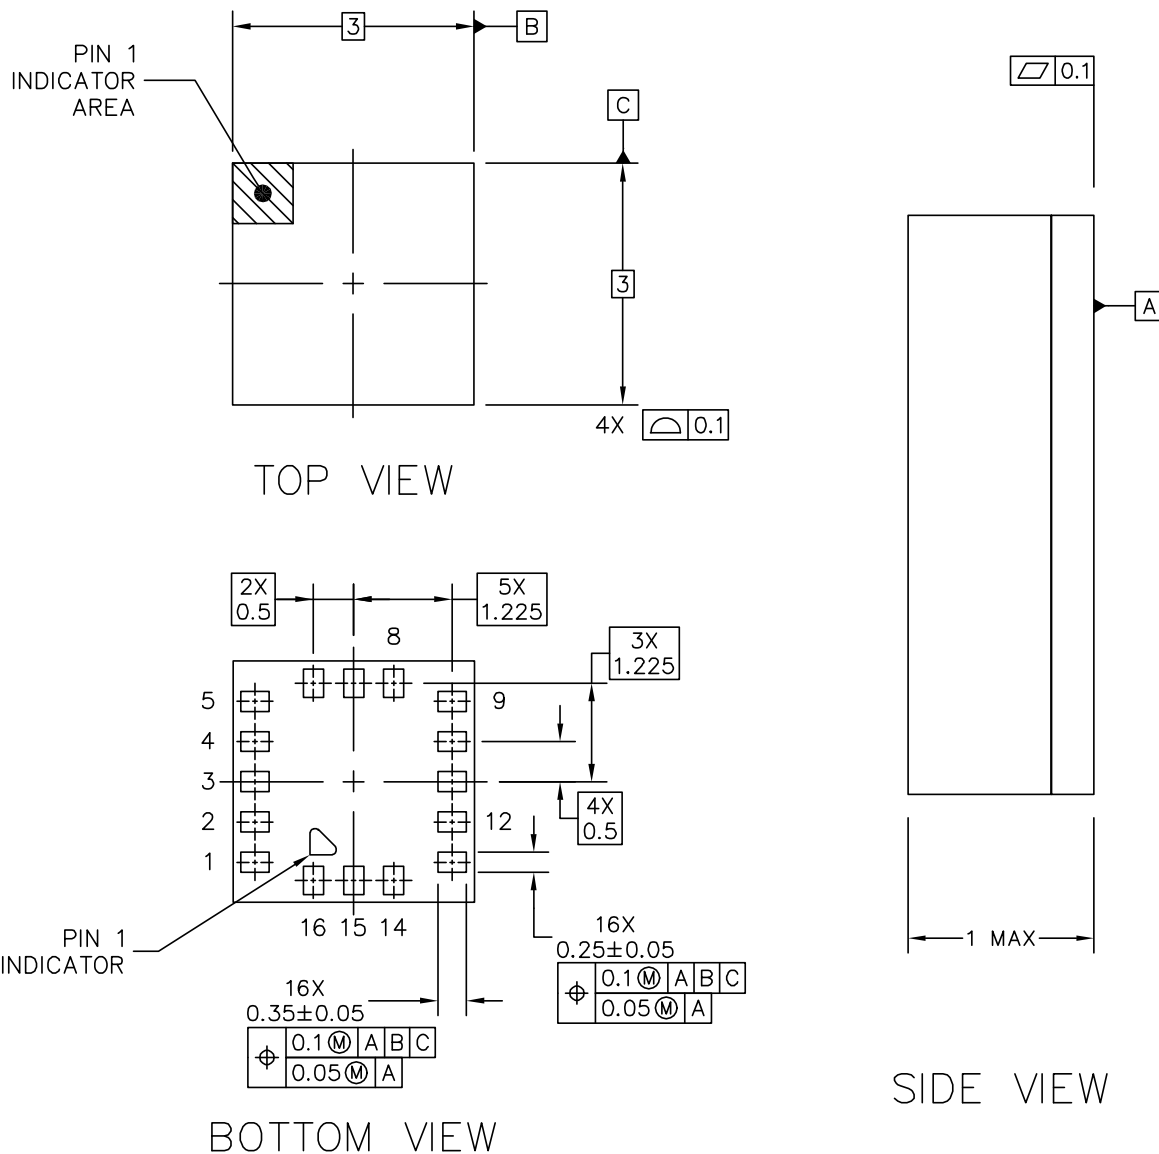 3
B
PIN 1
INDICATOR
AREA
C
3
4X ⌓ 0.1
TOP VIEW
▱ 0.1
A
1 MAX
SIDE VIEW
2X
0.5
5X
1.225
8
3X
1.225
5
9
4
3
4X
0.5
2
12
1
16 15 14
PIN 1
INDICATOR
16X
0.25±0.05
⌖ 0.1 Ⓜ A B C
0.05 Ⓜ A
16X
0.35±0.05
⌖ 0.1 Ⓜ A B C
0.05 Ⓜ A
BOTTOM VIEW